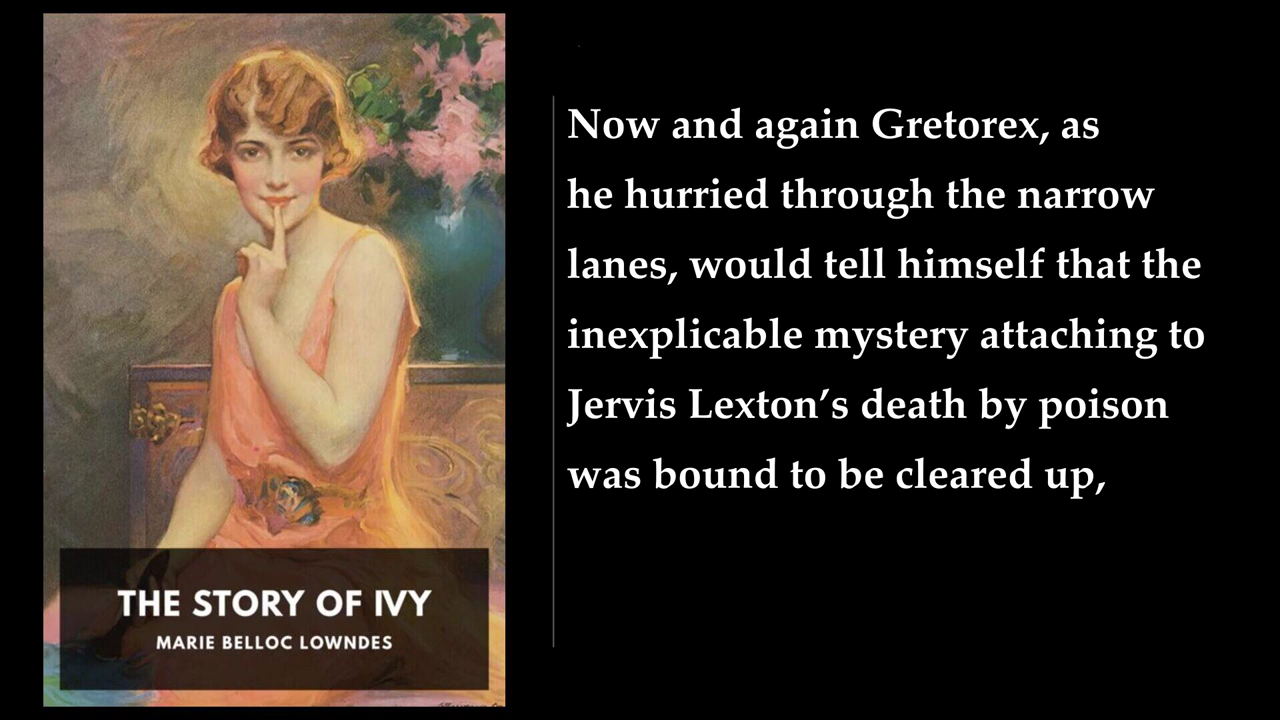 THE STORY OF IVY
MARIE BELLOC LOWNDES
Now and again Gretorex, as
he hurried through the narrow
lanes, would tell himself that the
inexplicable mystery attaching to
Jervis Lexton’s death by poison
was bound to be cleared up,